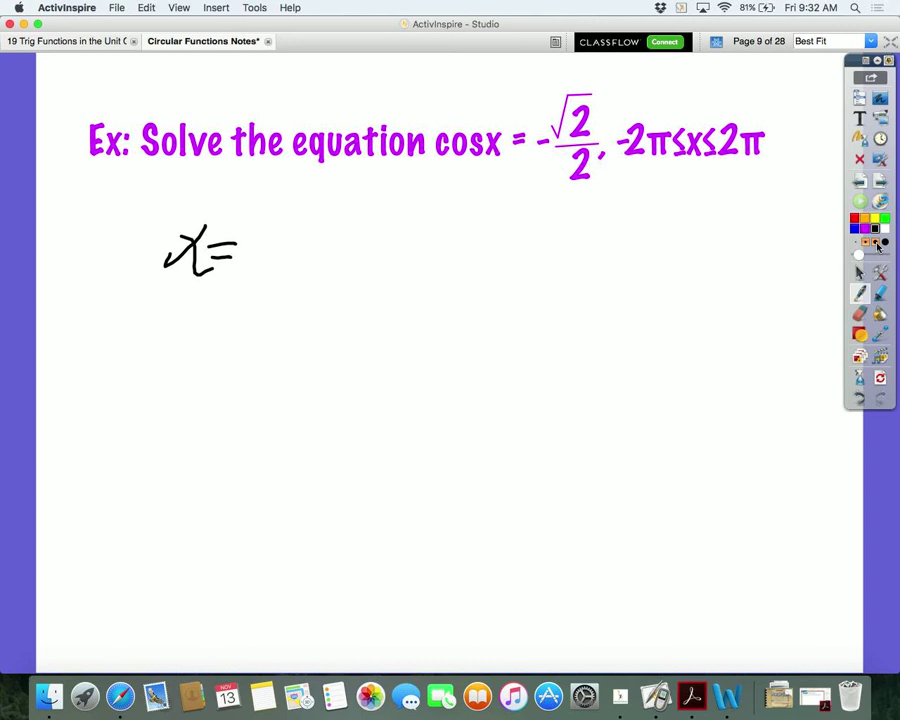 ActivInspire File Edit View Insert Tools Help 81% Fri 9:32 AM
ActivInspire - Studio
19 Trig Functions in the Unit C Circular Functions Notes* CLASSFLOW Connect Page 9 of 28 Best Fit
Ex: Solve the equation cosx = -√2/2, -2π≤x≤2π
x=
T
NOV
13